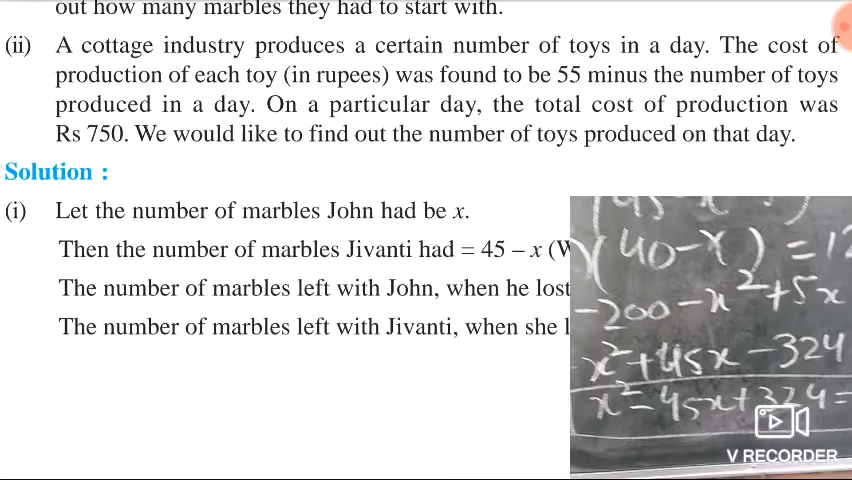 out how many marbles they had to start with.
(ii) A cottage industry produces a certain number of toys in a day. The cost of
production of each toy (in rupees) was found to be 55 minus the number of toys
produced in a day. On a particular day, the total cost of production was
Rs 750. We would like to find out the number of toys produced on that day.
Solution :
(i) Let the number of marbles John had be x.
Then the number of marbles Jivanti had = 45 – x (W
The number of marbles left with John, when he lost
The number of marbles left with Jivanti, when she l
(40-x) = 12
-200 - x² + 5x
-x² + 45x - 324
x² - 45x + 324 =
V RECORDER